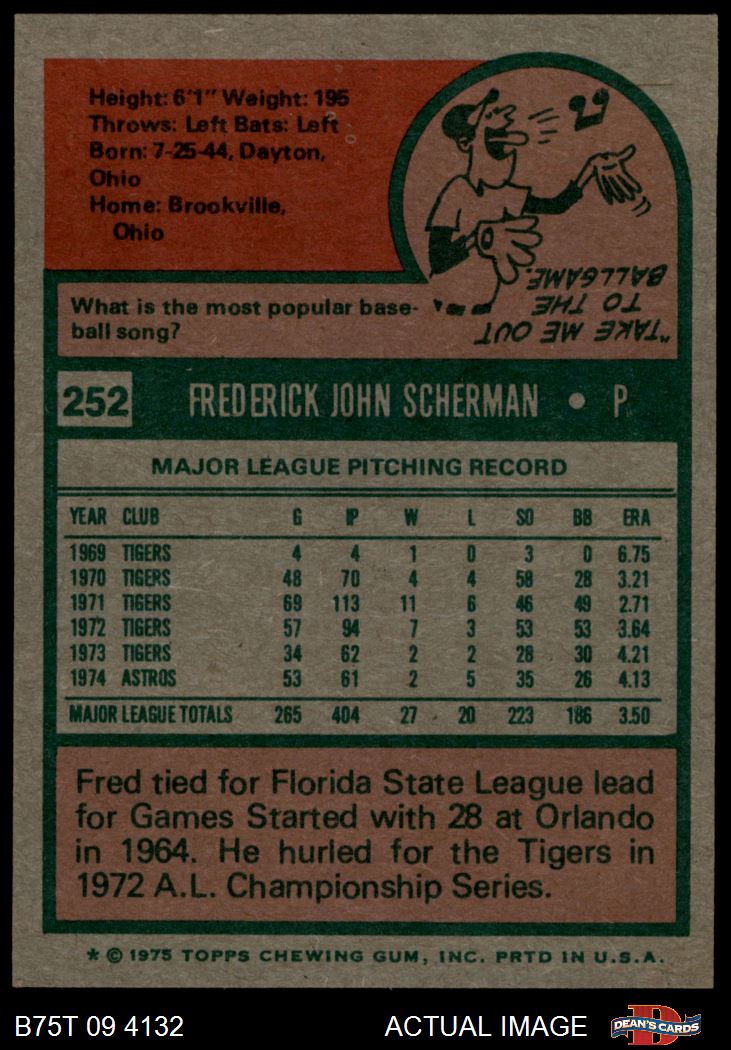 Height: 6'1" Weight: 195
Throws: Left Bats: Left
Born: 7-25-44, Dayton,
Ohio
Home: Brookville,
Ohio
What is the most popular base-
ball song?
"TAKE ME OUT
TO THE
BALLGAME.
252 FREDERICK JOHN SCHERMAN • P
MAJOR LEAGUE PITCHING RECORD
YEAR CLUB G IP W L SO BB ERA
1969 TIGERS 4 4 1 0 3 0 6.75
1970 TIGERS 48 70 4 4 58 28 3.21
1971 TIGERS 69 113 11 6 46 49 2.71
1972 TIGERS 57 94 7 3 53 53 3.64
1973 TIGERS 34 62 2 2 28 30 4.21
1974 ASTROS 53 61 2 5 35 26 4.13
MAJOR LEAGUE TOTALS 265 404 27 20 223 186 3.50
Fred tied for Florida State League lead
for Games Started with 28 at Orlando
in 1964. He hurled for the Tigers in
1972 A.L. Championship Series.
* © 1975 TOPPS CHEWING GUM, INC. PRTD IN U.S.A.
B75T 09 4132 ACTUAL IMAGE DEAN'S CARDS